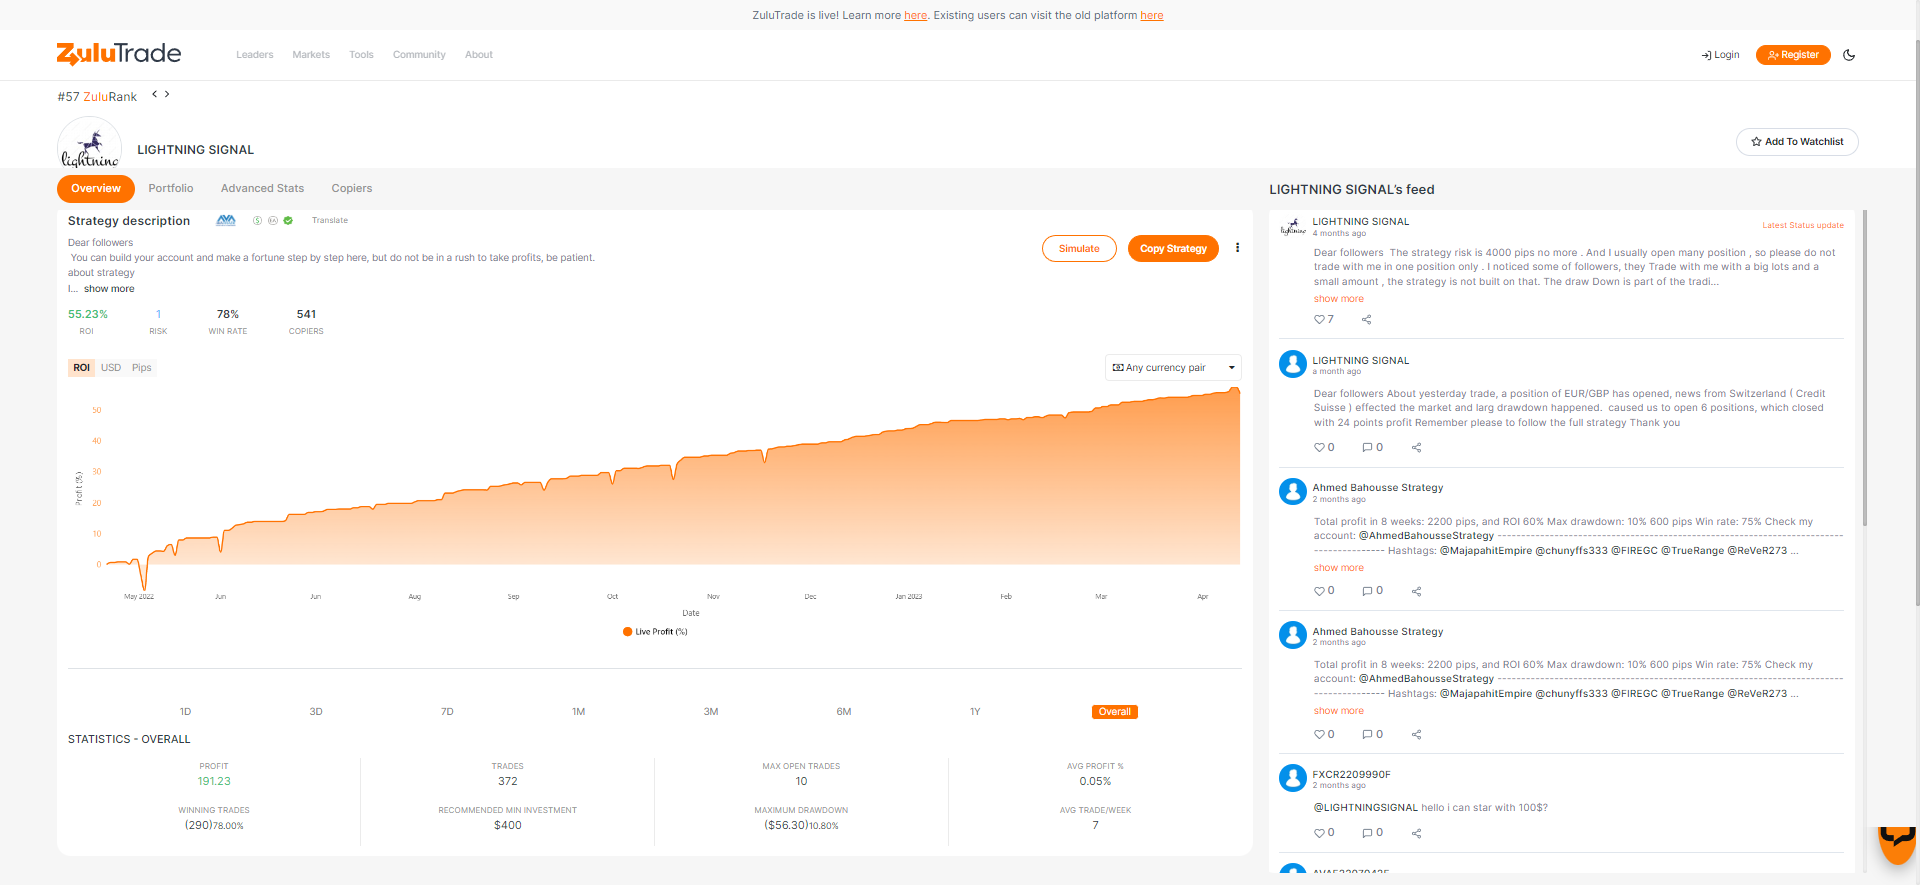 ZuluTrade is live! Learn more here. Existing users can visit the old platform here
ZuluTrade
Leaders Markets Tools Community About
Login Register
#57 ZuluRank < >
lightning
LIGHTNING SIGNAL
Add To Watchlist
Overview Portfolio Advanced Stats Copiers
Strategy description AVA Translate
Dear followers
You can build your account and make a fortune step by step here, but do not be in a rush to take profits, be patient.
about strategy
I... show more
Simulate Copy Strategy
55.23% 1 78% 541
ROI RISK WIN RATE COPIERS
ROI USD Pips
Any currency pair
50
40
30
20
10
0
Profit (%)
May 2022 Jun Jun Aug Sep Oct Nov Dec Jan 2023 Feb Mar Apr
Date
Live Profit (%)
1D 3D 7D 1M 3M 6M 1Y Overall
STATISTICS - OVERALL
PROFIT TRADES MAX OPEN TRADES AVG PROFIT %
191.23 372 10 0.05%
WINNING TRADES RECOMMENDED MIN INVESTMENT MAXIMUM DRAWDOWN AVG TRADE/WEEK
(290)78.00% $400 ($56.30)10.80% 7
LIGHTNING SIGNAL's feed
LIGHTNING SIGNAL
Latest Status update
4 months ago
Dear followers The strategy risk is 4000 pips no more . And I usually open many position , so please do not
trade with me in one position only . I noticed some of followers, they Trade with me with a big lots and a
small amount , the strategy is not built on that. The draw Down is part of the tradi...
show more
7
LIGHTNING SIGNAL
a month ago
Dear followers About yesterday trade, a position of EUR/GBP has opened, news from Switzerland ( Credit
Suisse ) effected the market and larg drawdown happened. caused us to open 6 positions, which closed
with 24 points profit Remember please to follow the full strategy Thank you
0 0
Ahmed Bahousse Strategy
2 months ago
Total profit in 8 weeks: 2200 pips, and ROI 60% Max drawdown: 10% 600 pips Win rate: 75% Check my
account: @AhmedBahousseStrategy ----------------------------------------------------------------------
--------------- Hashtags: @MajapahitEmpire @chunyffs333 @FIREGC @TrueRange @ReVeR273 ...
show more
0 0
Ahmed Bahousse Strategy
2 months ago
Total profit in 8 weeks: 2200 pips, and ROI 60% Max drawdown: 10% 600 pips Win rate: 75% Check my
account: @AhmedBahousseStrategy ----------------------------------------------------------------------
--------------- Hashtags: @MajapahitEmpire @chunyffs333 @FIREGC @TrueRange @ReVeR273 ...
show more
0 0
FXCR2209990F
2 months ago
@LIGHTNINGSIGNAL hello i can star with 100$?
0 0